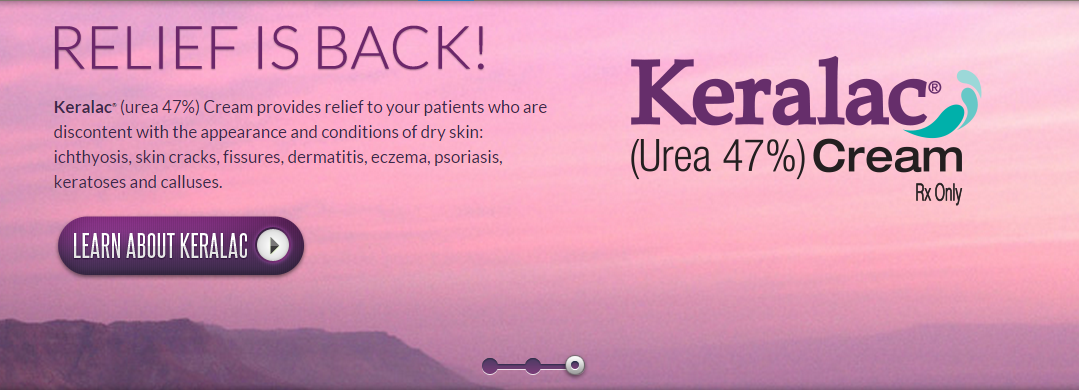 RELIEF IS BACK!
Keralac® (urea 47%) Cream provides relief to your patients who are
discontent with the appearance and conditions of dry skin:
ichthyosis, skin cracks, fissures, dermatitis, eczema, psoriasis,
keratoses and calluses.
LEARN ABOUT KERALAC
Keralac®
(Urea 47%) Cream
Rx Only